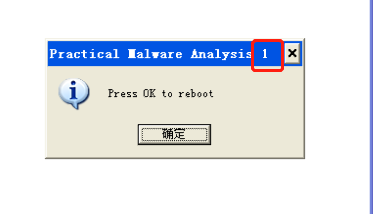 Practical Malware Analysis 1
Press OK to reboot
确定